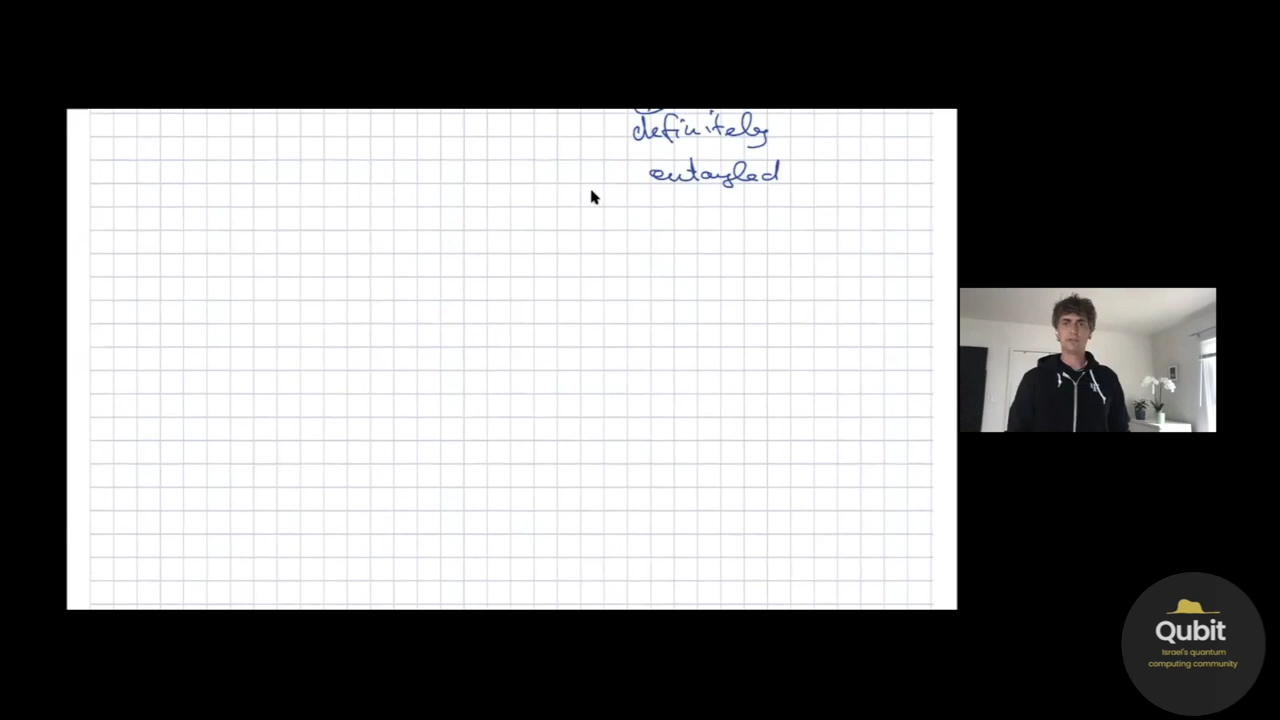 definitely
entangled
Qubit
Israel's quantum
computing community